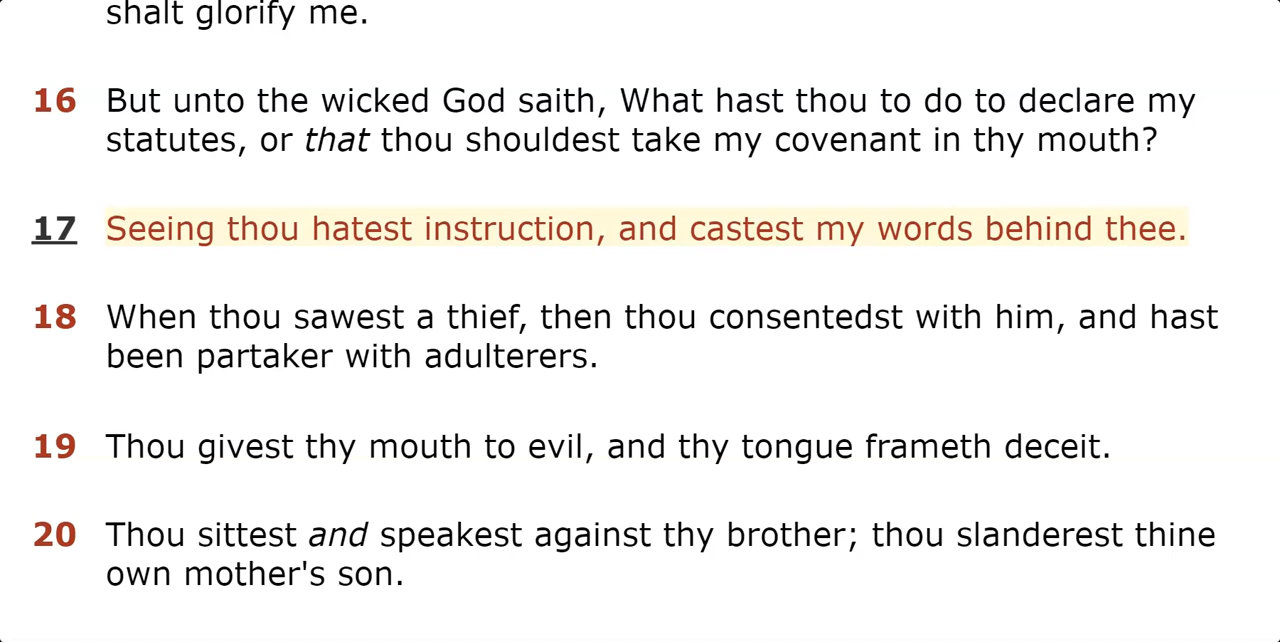 shalt glorify me.
16 But unto the wicked God saith, What hast thou to do to declare my
statutes, or that thou shouldest take my covenant in thy mouth?
17 Seeing thou hatest instruction, and castest my words behind thee.
18 When thou sawest a thief, then thou consentedst with him, and hast
been partaker with adulterers.
19 Thou givest thy mouth to evil, and thy tongue frameth deceit.
20 Thou sittest and speakest against thy brother; thou slanderest thine
own mother's son.